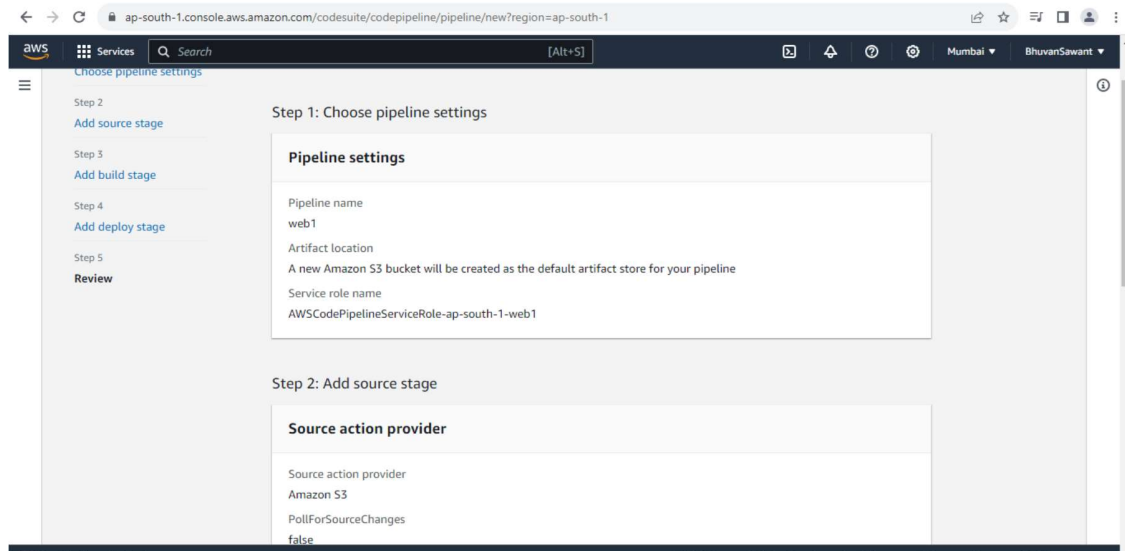 ap-south-1.console.aws.amazon.com/codesuite/codepipeline/pipeline/new?region=ap-south-1
aws
Services
Search
[Alt+S]
Mumbai ▼
BhuvanSawant ▼
Choose pipeline settings
Step 2
Add source stage
Step 3
Add build stage
Step 4
Add deploy stage
Step 5
Review
Step 1: Choose pipeline settings
Pipeline settings
Pipeline name
web1
Artifact location
A new Amazon S3 bucket will be created as the default artifact store for your pipeline
Service role name
AWSCodePipelineServiceRole-ap-south-1-web1
Step 2: Add source stage
Source action provider
Source action provider
Amazon S3
PollForSourceChanges
false